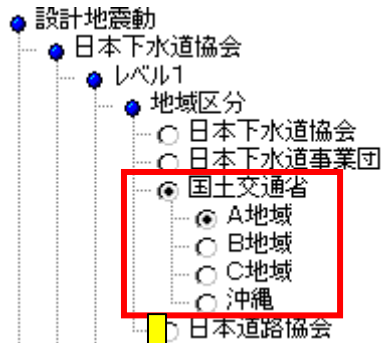 設計地震動
日本下水道協会
レベル1
地域区分
日本下水道協会
日本下水道事業団
国土交通省
A地域
B地域
C地域
沖縄
日本道路協会